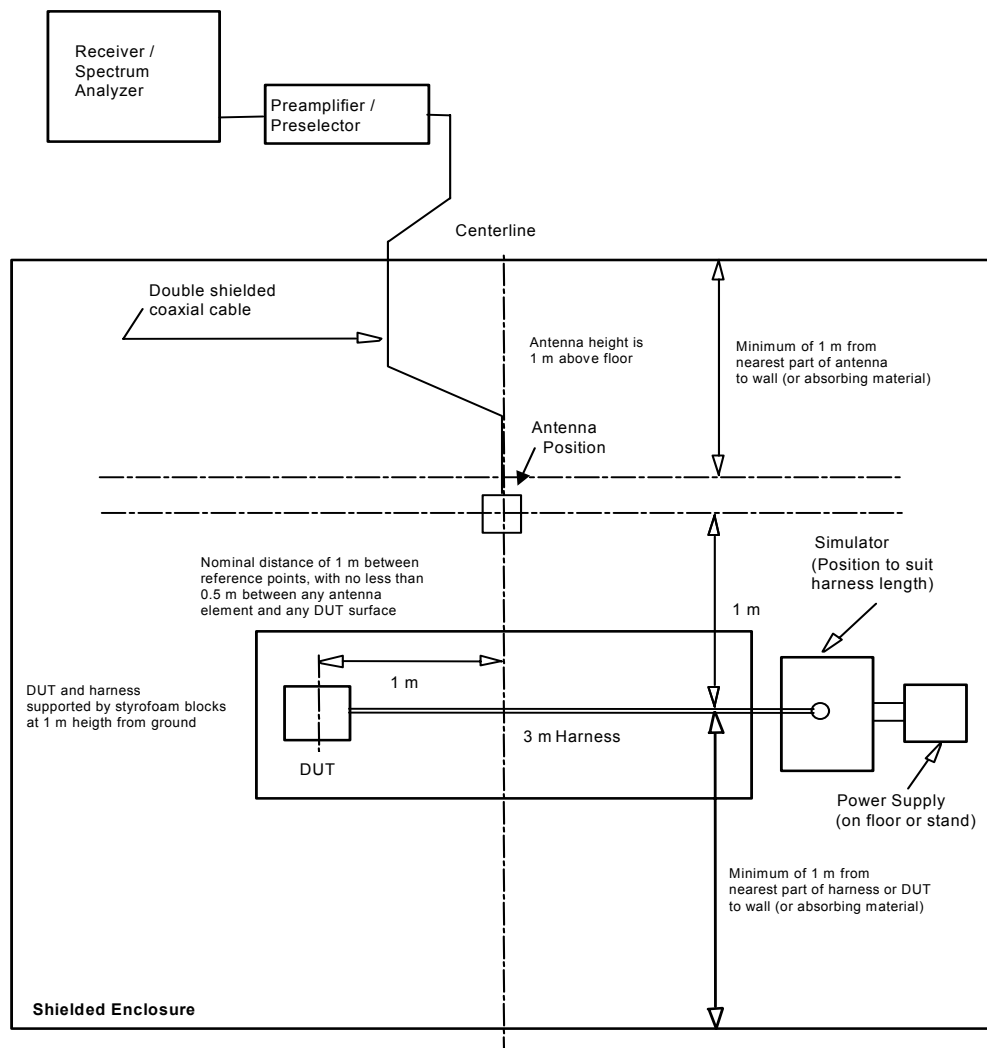 Receiver /
Spectrum
Analyzer
Preamplifier /
Preselector
Centerline
Double shielded
coaxial cable
Antenna height is
1 m above floor
Minimum of 1 m from
nearest part of antenna
to wall (or absorbing material)
Antenna
Position
Nominal distance of 1 m between
reference points, with no less than
0.5 m between any antenna
element and any DUT surface
Simulator
(Position to suit
harness length)
1 m
1 m
DUT and harness
supported by styrofoam blocks
at 1 m heigth from ground
3 m Harness
DUT
Power Supply
(on floor or stand)
Minimum of 1 m from
nearest part of harness or DUT
to wall (or absorbing material)
Shielded Enclosure